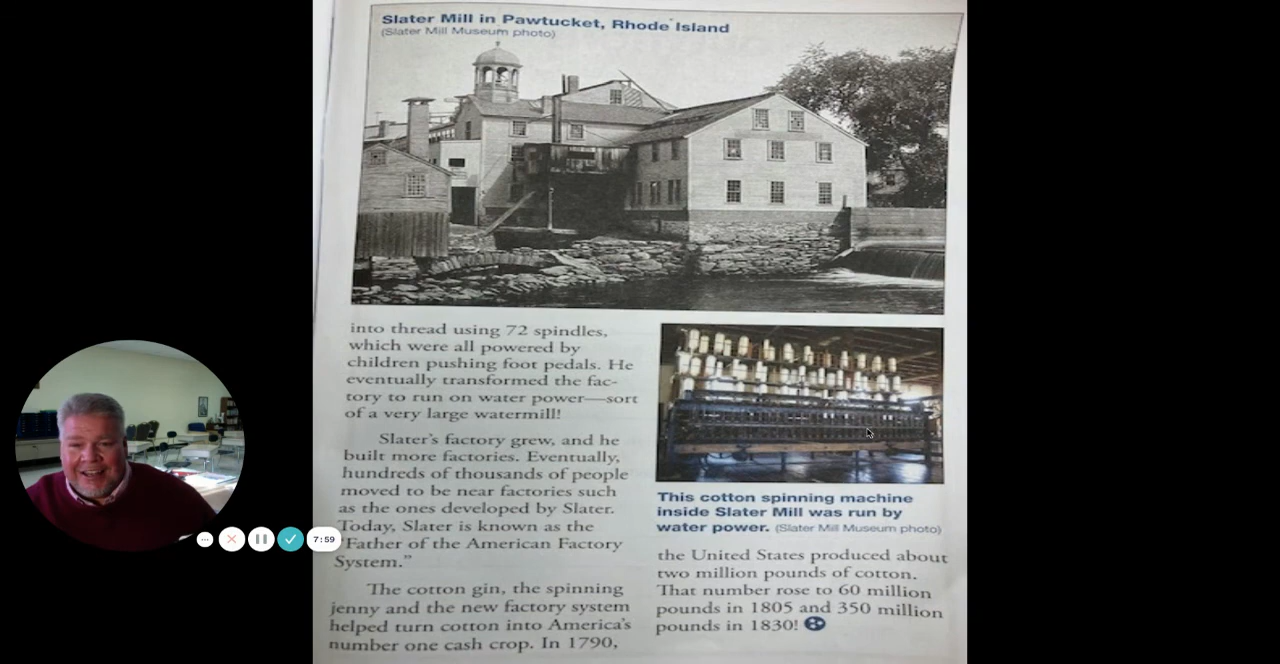 Slater Mill in Pawtucket, Rhode Island
(Slater Mill Museum photo)
into thread using 72 spindles,
which were all powered by
children pushing foot pedals. He
eventually transformed the fac-
tory to run on water power—sort
of a very large watermill!
Slater's factory grew, and he
built more factories. Eventually,
hundreds of thousands of people
moved to be near factories such
as the ones developed by Slater.
Today, Slater is known as the
"Father of the American Factory
System."
The cotton gin, the spinning
jenny and the new factory system
helped turn cotton into America's
number one cash crop. In 1790,
This cotton spinning machine
inside Slater Mill was run by
water power. (Slater Mill Museum photo)
the United States produced about
two million pounds of cotton.
That number rose to 60 million
pounds in 1805 and 350 million
pounds in 1830!
7:59